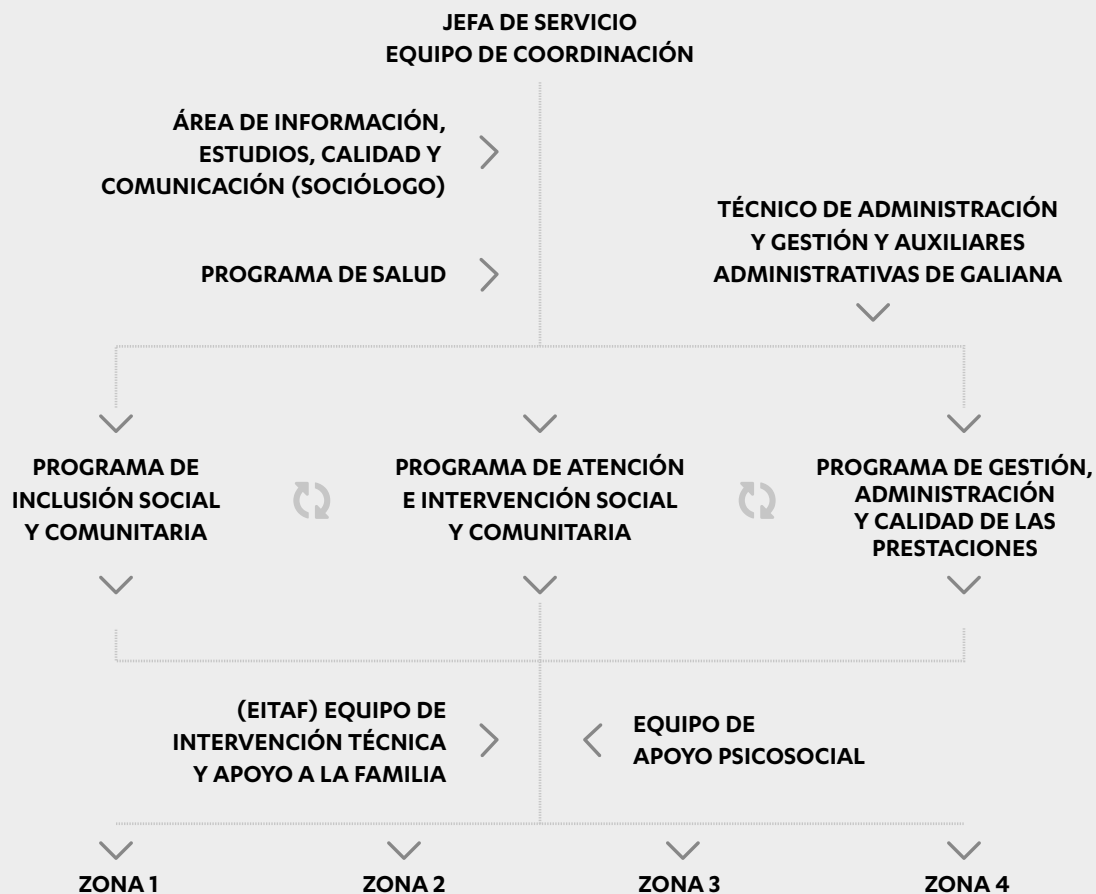 JEFA DE SERVICIO
EQUIPO DE COORDINACIÓN
ÁREA DE INFORMACIÓN,
ESTUDIOS, CALIDAD Y
COMUNICACIÓN (SOCIÓLOGO)
TÉCNICO DE ADMINISTRACIÓN
Y GESTIÓN Y AUXILIARES
ADMINISTRATIVAS DE GALIANA
PROGRAMA DE SALUD
PROGRAMA DE
INCLUSIÓN SOCIAL
Y COMUNITARIA
PROGRAMA DE ATENCIÓN
E INTERVENCIÓN SOCIAL
Y COMUNITARIA
PROGRAMA DE GESTIÓN,
ADMINISTRACIÓN
Y CALIDAD DE LAS
PRESTACIONES
(EITAF) EQUIPO DE
INTERVENCIÓN TÉCNICA
Y APOYO A LA FAMILIA
EQUIPO DE
APOYO PSICOSOCIAL
ZONA 1
ZONA 2
ZONA 3
ZONA 4